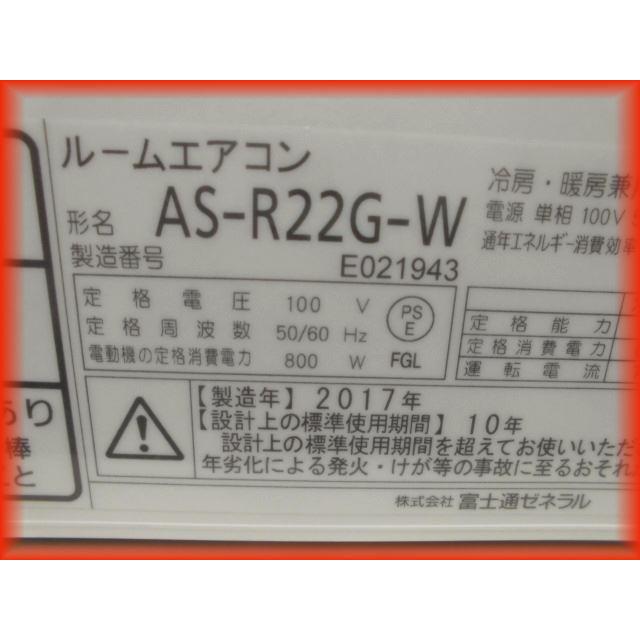 ルームエアコン
形名 AS-R22G-W
製造番号 E021943
冷房・暖房兼
電源 単相 100V
通年エネルギー消費効率
定格電圧 100 V
定格周波数 50/60 Hz
電動機の定格消費電力 800 W
PS
E
FGL
定格能力
定格消費電力
運転電流
【製造年】2017年
【設計上の標準使用期間】10年
設計上の標準使用期間を超えてお使いいただ
年劣化による発火・けが等の事故に至るおそれ
株式会社 富士通ゼネラル
あり
棒
こと